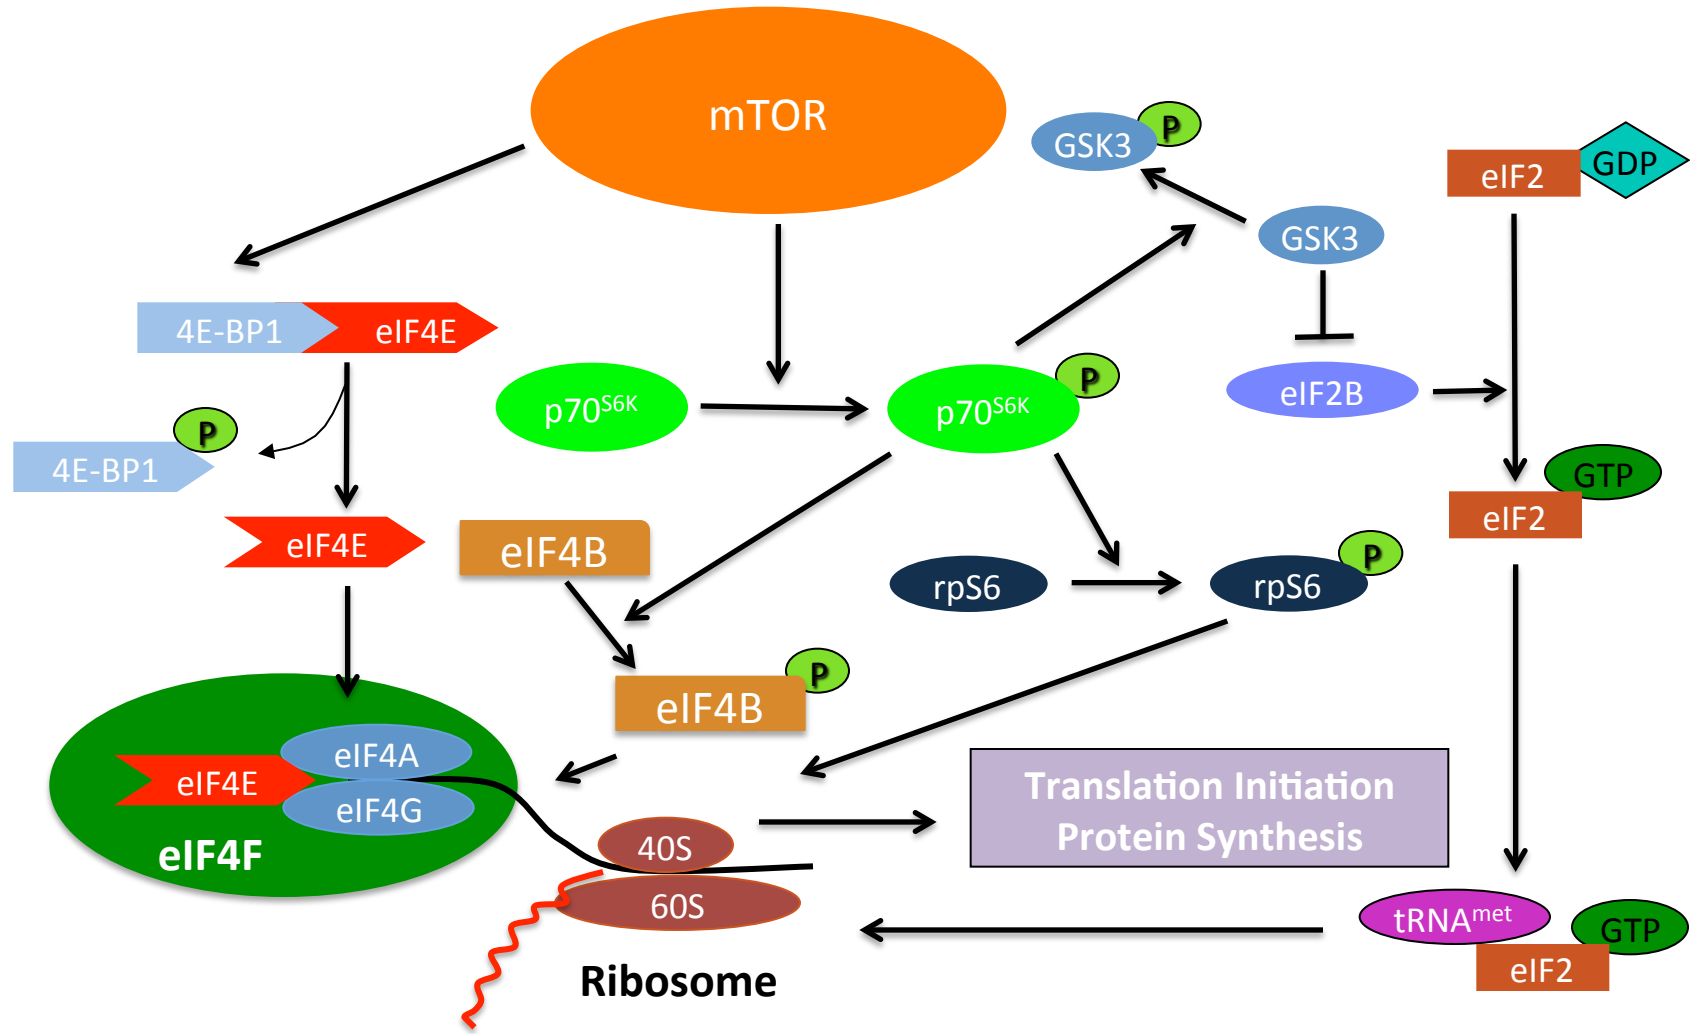 mTOR
GSK3
P
eIF2
GDP
GSK3
4E-BP1
eIF4E
p70S6K
p70S6K
P
eIF2B
P
4E-BP1
GTP
eIF2
eIF4E
eIF4B
rpS6
rpS6
P
eIF4B
P
eIF4A
eIF4E
eIF4G
eIF4F
40S
60S
Ribosome
Translation Initiation
Protein Synthesis
tRNAmet
GTP
eIF2